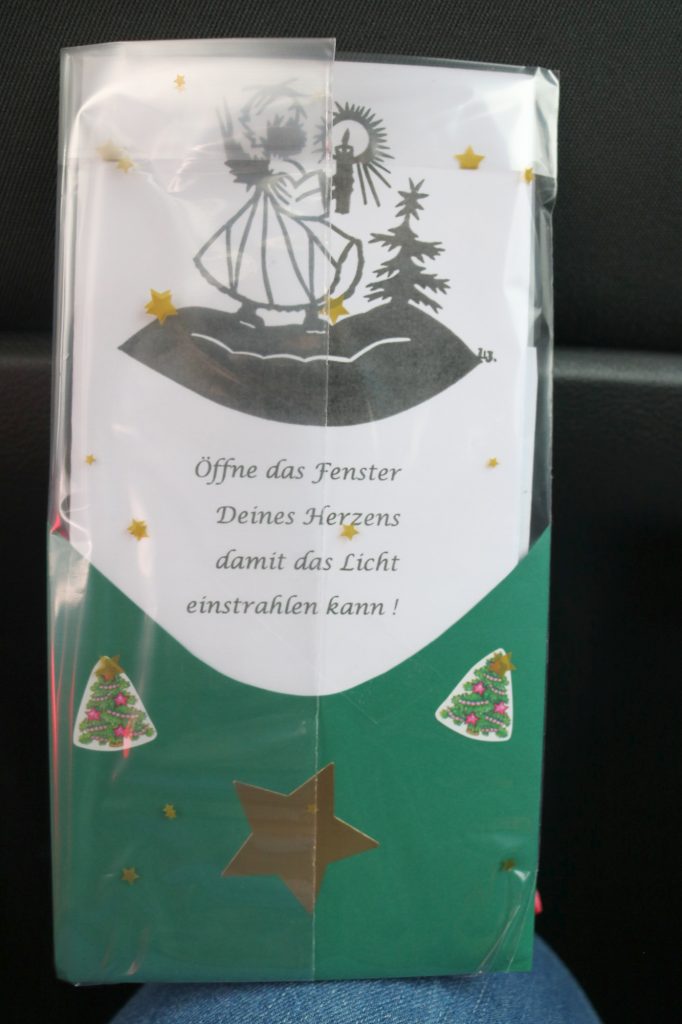 Öffne das Fenster
Deines Herzens
damit das Licht
einstrahlen kann !